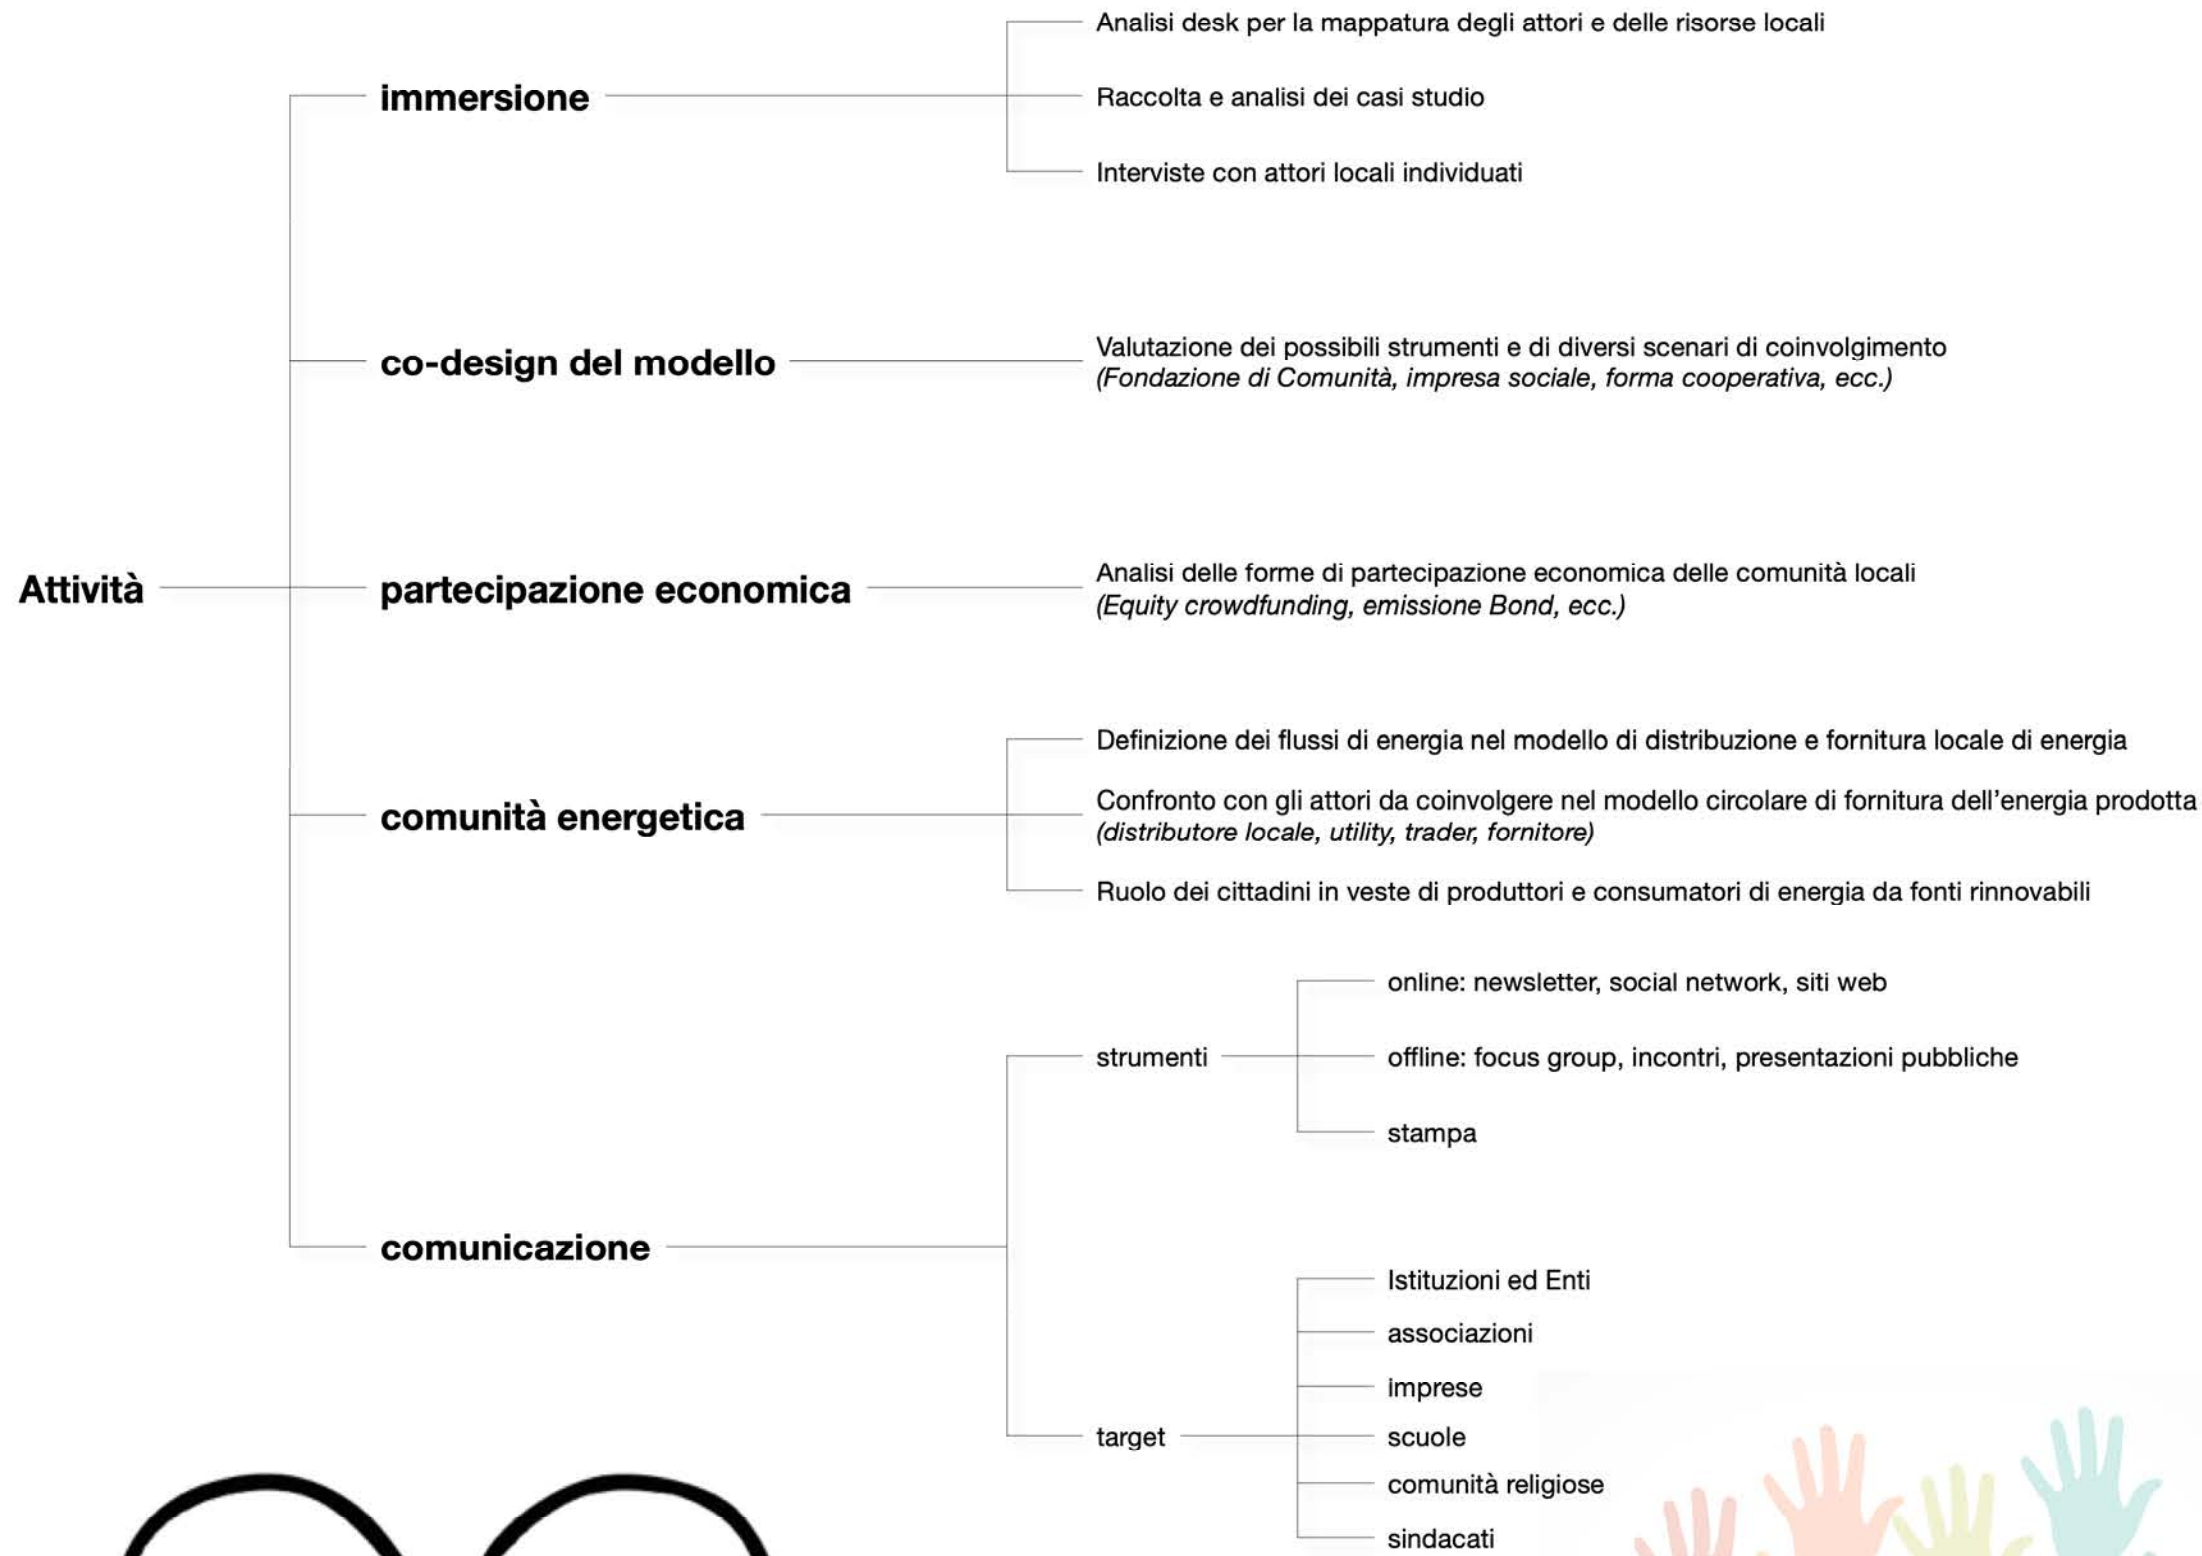 Attività
immersione
Analisi desk per la mappatura degli attori e delle risorse locali
Raccolta e analisi dei casi studio
Interviste con attori locali individuati
co-design del modello
Valutazione dei possibili strumenti e di diversi scenari di coinvolgimento
(Fondazione di Comunità, impresa sociale, forma cooperativa, ecc.)
partecipazione economica
Analisi delle forme di partecipazione economica delle comunità locali
(Equity crowdfunding, emissione Bond, ecc.)
comunità energetica
Definizione dei flussi di energia nel modello di distribuzione e fornitura locale di energia
Confronto con gli attori da coinvolgere nel modello circolare di fornitura dell’energia prodotta
(distributore locale, utility, trader, fornitore)
Ruolo dei cittadini in veste di produttori e consumatori di energia da fonti rinnovabili
comunicazione
strumenti
online: newsletter, social network, siti web
offline: focus group, incontri, presentazioni pubbliche
stampa
target
Istituzioni ed Enti
associazioni
imprese
scuole
comunità religiose
sindacati